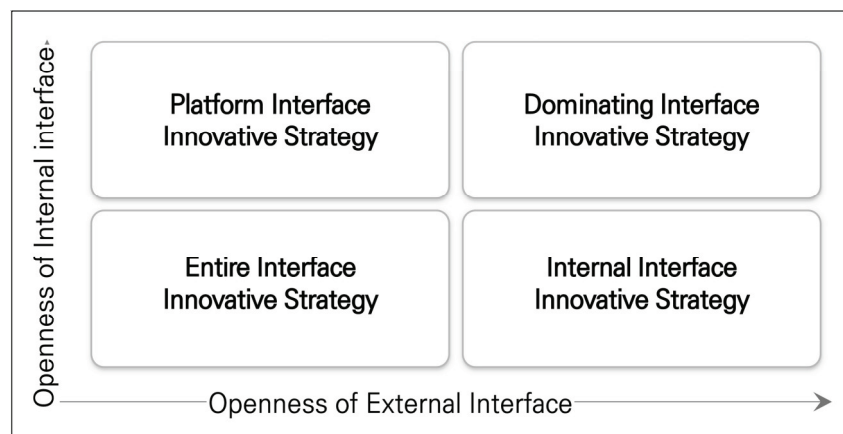 Openness of Internal interface
Platform Interface
Innovative Strategy
Dominating Interface
Innovative Strategy
Entire Interface
Innovative Strategy
Internal Interface
Innovative Strategy
Openness of External Interface